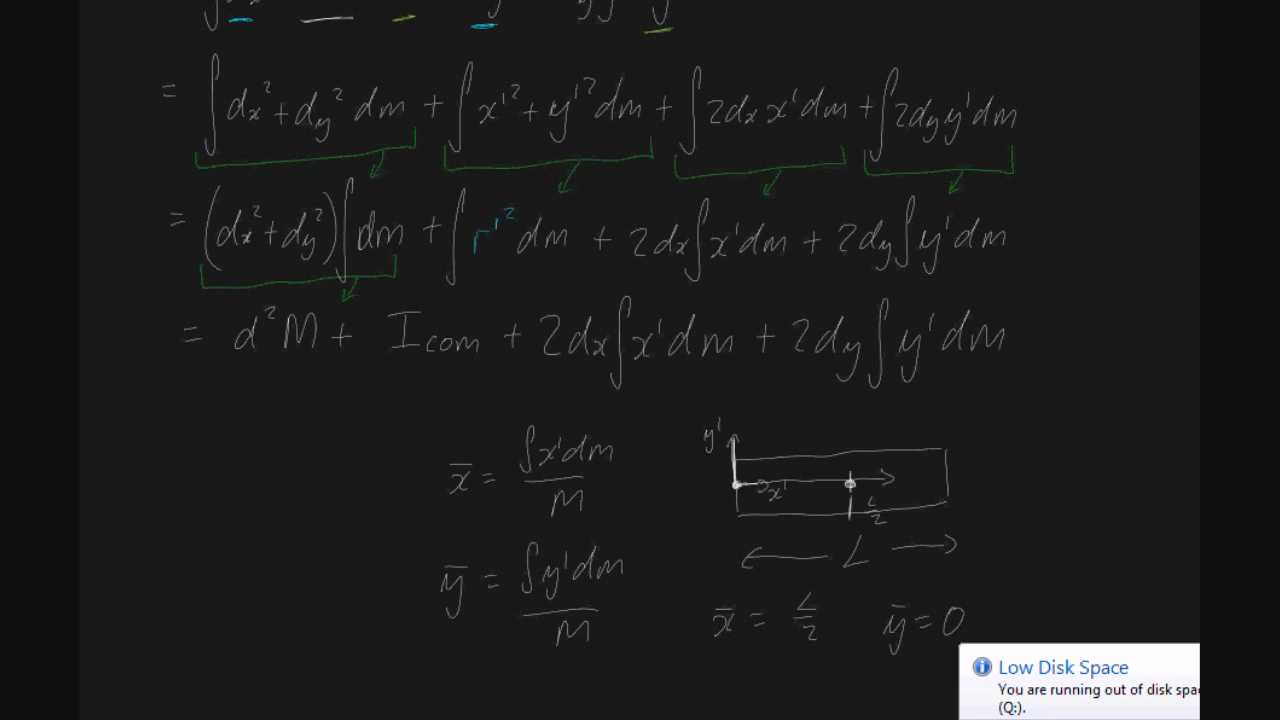 = ∫dx² + dy² dm + ∫x'² + y'² dm + ∫2dx x'dm + ∫2dy y'dm
= (dx² + dy²)∫dm + ∫r'² dm + 2dx∫x'dm + 2dy∫y'dm
= d²M + Icom + 2dx∫x'dm + 2dy∫y'dm
x̄ = ∫x'dm / M
ȳ = ∫y'dm / M
y'
x'
L/2
L
x̄ = L/2 ȳ = 0
Low Disk Space
You are running out of disk
(Q:).